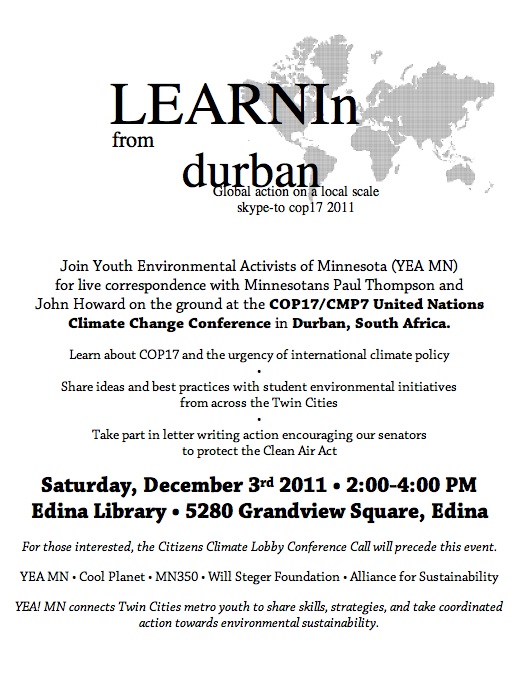 LEARNIn
from
durban
Global action on a local scale
skype-to cop17 2011
Join Youth Environmental Activists of Minnesota (YEA MN)
for live correspondence with Minnesotans Paul Thompson and
John Howard on the ground at the COP17/CMP7 United Nations
Climate Change Conference in Durban, South Africa.
Learn about COP17 and the urgency of international climate policy
•
Share ideas and best practices with student environmental initiatives
from across the Twin Cities
•
Take part in letter writing action encouraging our senators
to protect the Clean Air Act
Saturday, December 3rd 2011 • 2:00-4:00 PM
Edina Library • 5280 Grandview Square, Edina
For those interested, the Citizens Climate Lobby Conference Call will precede this event.
YEA MN • Cool Planet • MN350 • Will Steger Foundation • Alliance for Sustainability
YEA! MN connects Twin Cities metro youth to share skills, strategies, and take coordinated
action towards environmental sustainability.